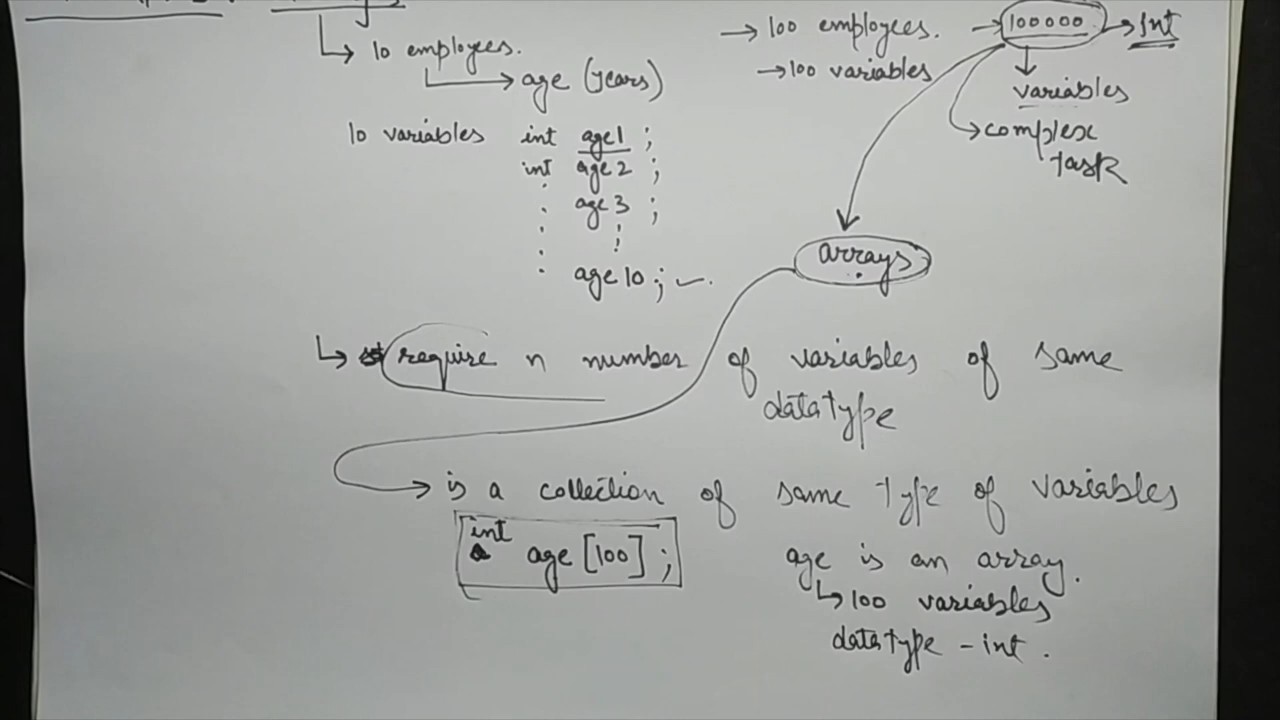 ↳ 10 employees.
→ age (years)
10 variables int age1 ;
int age2 ;
age3 ;
age10 ;
→ 100 employees. → 100000 → int
→ 100 variables
variables
complex
task
arrays
↳ require n number of variables of same
datatype
→ is a collection of same type of variables
int
age [100] ;
age is an array.
↳ 100 variables
datatype - int .